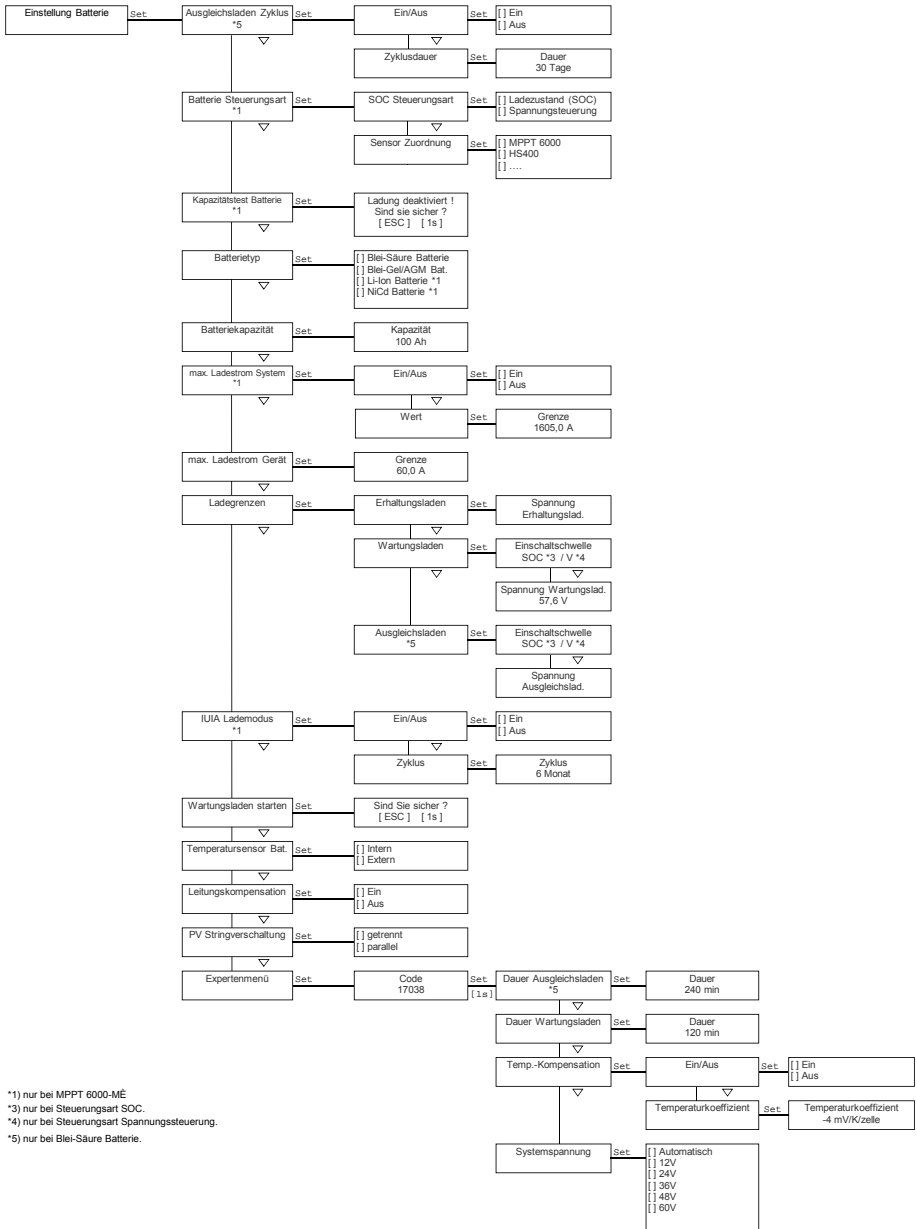 Einstellung Batterie
Set
Ausgleichsladen Zyklus
*5
Set
Ein/Aus
Set
[ ] Ein
[ ] Aus
Zyklusdauer
Set
Dauer
30 Tage
Batterie Steuerungsart
*1
Set
SOC Steuerungsart
Set
[ ] Ladezustand (SOC)
[ ] Spannungsteuerung
Sensor Zuordnung
Set
[ ] MPPT 6000
[ ] HS400
[ ] ....
Kapazitätstest Batterie
*1
Set
Ladung deaktiviert !
Sind sie sicher ?
[ ESC ] [ 1s ]
Batterietyp
Set
[ ] Blei-Säure Batterie
[ ] Blei-Gel/AGM Bat.
[ ] Li-Ion Batterie *1
[ ] NiCd Batterie *1
Batteriekapazität
Set
Kapazität
100 Ah
max. Ladestrom System
*1
Set
Ein/Aus
Set
[ ] Ein
[ ] Aus
Wert
Set
Grenze
1605,0 A
max. Ladestrom Gerät
Set
Grenze
60,0 A
Ladegrenzen
Set
Erhaltungsladen
Set
Spannung
Erhaltungslad.
Wartungsladen
Set
Einschaltschwelle
SOC *3 / V *4
Spannung Wartungslad.
57,6 V
Ausgleichsladen
*5
Set
Einschaltschwelle
SOC *3 / V *4
Spannung
Ausgleichslad.
IUIA Lademodus
*1
Set
Ein/Aus
Set
[ ] Ein
[ ] Aus
Zyklus
Set
Zyklus
6 Monat
Wartungsladen starten
Set
Sind Sie sicher ?
[ ESC ] [ 1s ]
Temperatursensor Bat.
Set
[ ] Intern
[ ] Extern
Leitungskompensation
Set
[ ] Ein
[ ] Aus
PV Stringverschaltung
Set
[ ] getrennt
[ ] parallel
Expertenmenü
Set
Code
17038
Set
[1s]
Dauer Ausgleichsladen
*5
Set
Dauer
240 min
Dauer Wartungsladen
Set
Dauer
120 min
Temp.-Kompensation
Set
Ein/Aus
Set
[ ] Ein
[ ] Aus
Temperaturkoeffizient
Set
Temperaturkoeffizient
-4 mV/K/zelle
Systemspannung
Set
[ ] Automatisch
[ ] 12V
[ ] 24V
[ ] 36V
[ ] 48V
[ ] 60V
*1) nur bei MPPT 6000-MÈ
*3) nur bei Steuerungsart SOC.
*4) nur bei Steuerungsart Spannungssteuerung.
*5) nur bei Blei-Säure Batterie.